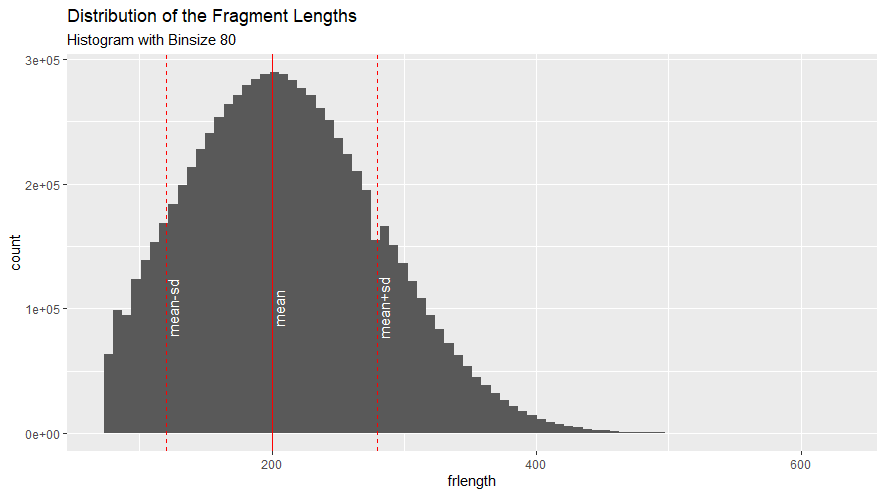 Distribution of the Fragment Lengths
Histogram with Binsize 80
3e+05
2e+05
1e+05
0e+00
count
mean-sd
mean
mean+sd
200
400
600
frlength